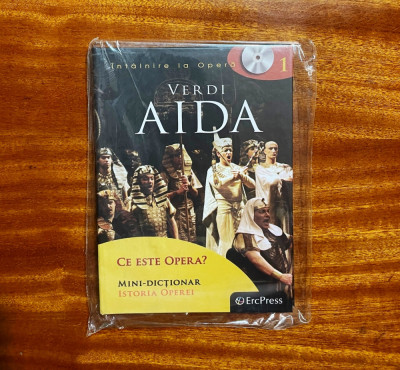 Întâlnire la Operă
1
VERDI
AIDA
CE ESTE OPERA?
MINI-DICȚIONAR
ISTORIA OPEREI
ErcPress